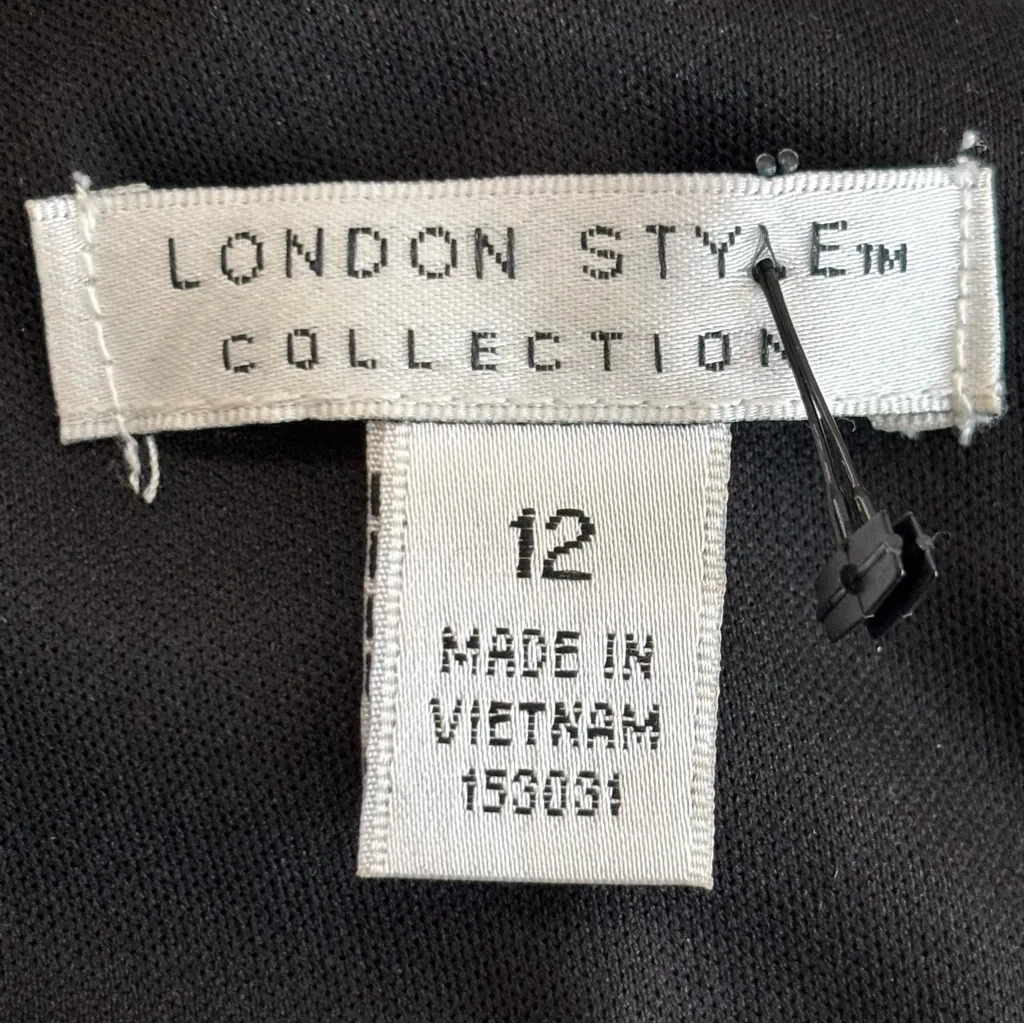 LONDON STYLE™
COLLECTION
12
MADE IN
VIETNAM
153031